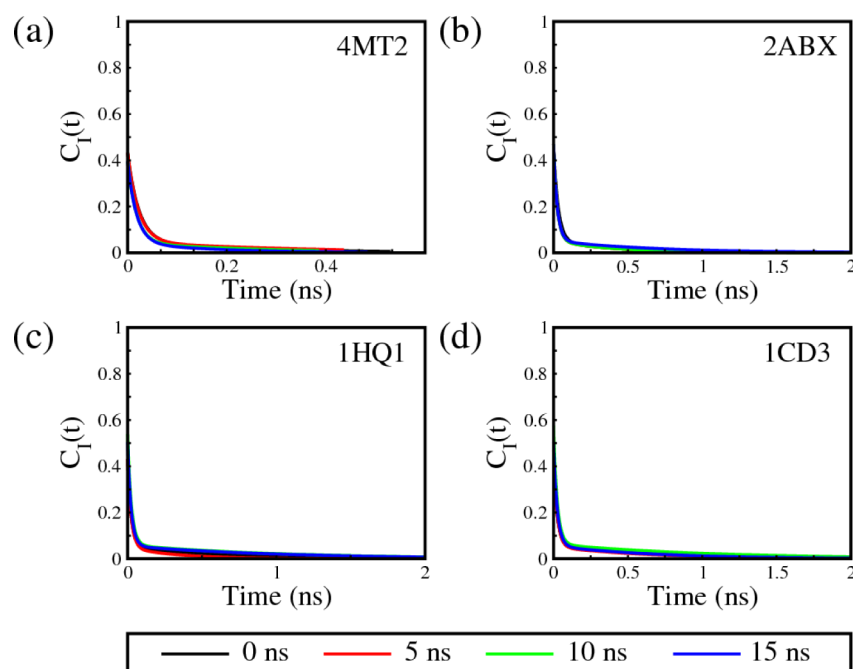 (a)
4MT2
1
0.8
0.6
0.4
0.2
0
C_I(t)
0 0.2 0.4
Time (ns)
(b)
2ABX
1
0.8
0.6
0.4
0.2
0
C_I(t)
0 0.5 1 1.5 2
Time (ns)
(c)
1HQ1
1
0.8
0.6
0.4
0.2
0
C_I(t)
0 1 2
Time (ns)
(d)
1CD3
1
0.8
0.6
0.4
0.2
0
C_I(t)
0 0.5 1 1.5 2
Time (ns)
0 ns 5 ns 10 ns 15 ns